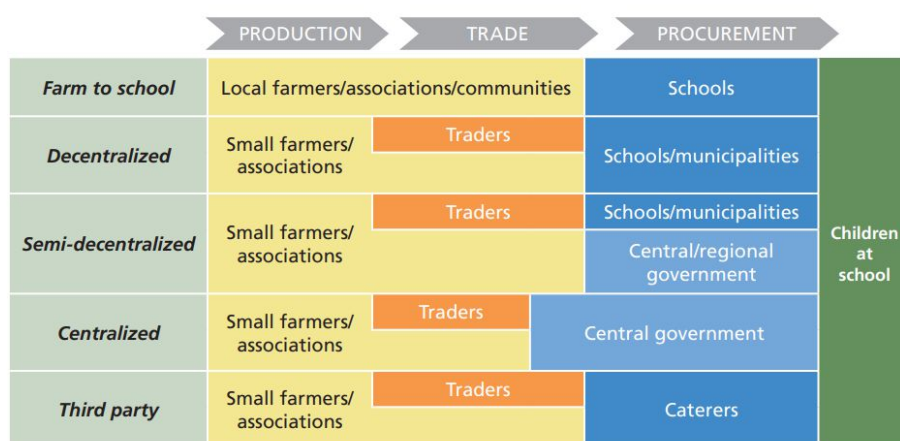 PRODUCTION
TRADE
PROCUREMENT
Farm to school
Local farmers/associations/communities
Schools
Decentralized
Small farmers/
associations
Traders
Schools/municipalities
Semi-decentralized
Small farmers/
associations
Traders
Schools/municipalities
Central/regional
government
Centralized
Small farmers/
associations
Traders
Central government
Third party
Small farmers/
associations
Traders
Caterers
Children
at
school